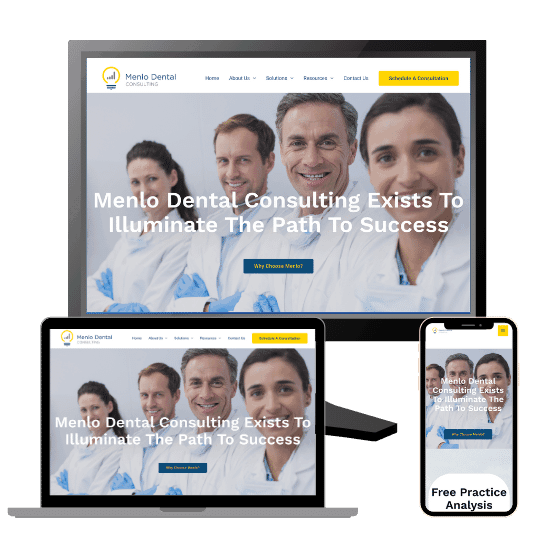 Menlo Dental
CONSULTING
Home
About Us
Solutions
Resources
Contact Us
Schedule A Consultation
Menlo Dental Consulting Exists To
Illuminate The Path To Success
Why Choose Menlo?
Menlo Dental
CONSULTING
Home
About Us
Solutions
Resources
Contact Us
Schedule A Consultation
Menlo Dental Consulting Exists To
Illuminate The Path To Success
Why Choose Menlo?
Menlo Dental
Consulting Exists To
Illuminate The
Path To Success
Why Choose Menlo?
Free Practice
Analysis